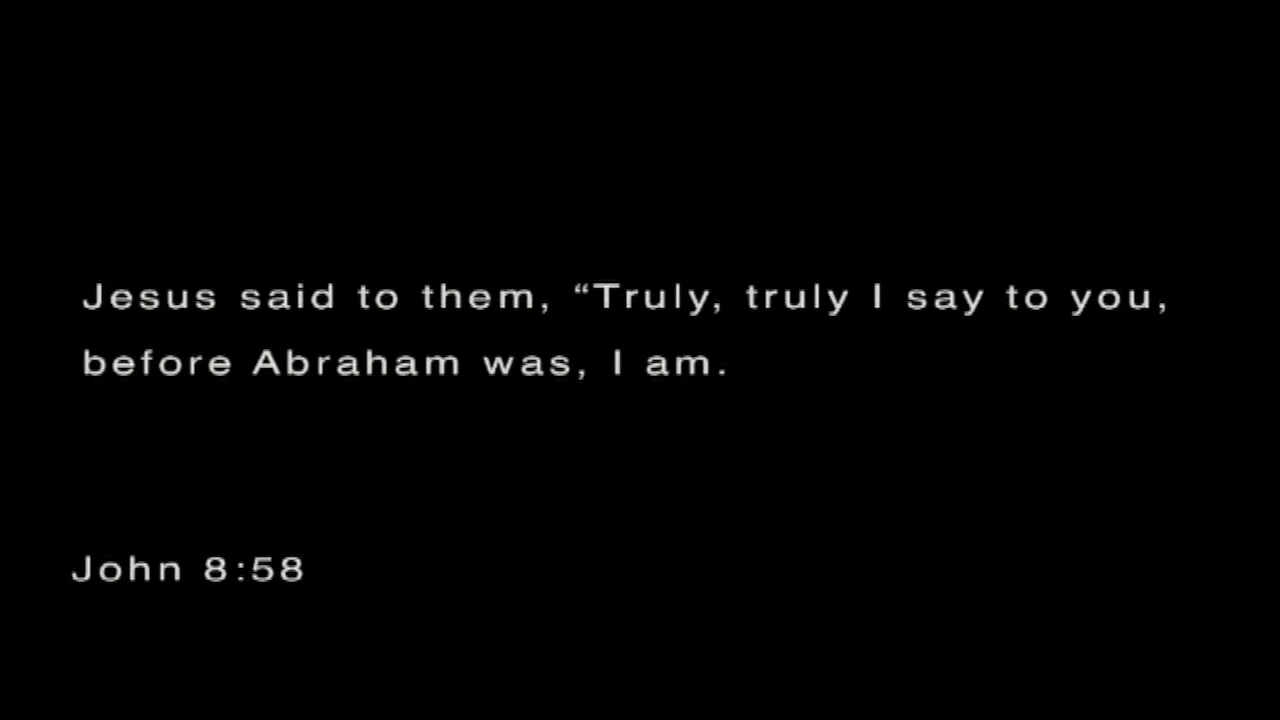 Jesus said to them, “Truly, truly I say to you,
before Abraham was, I am.
John 8:58